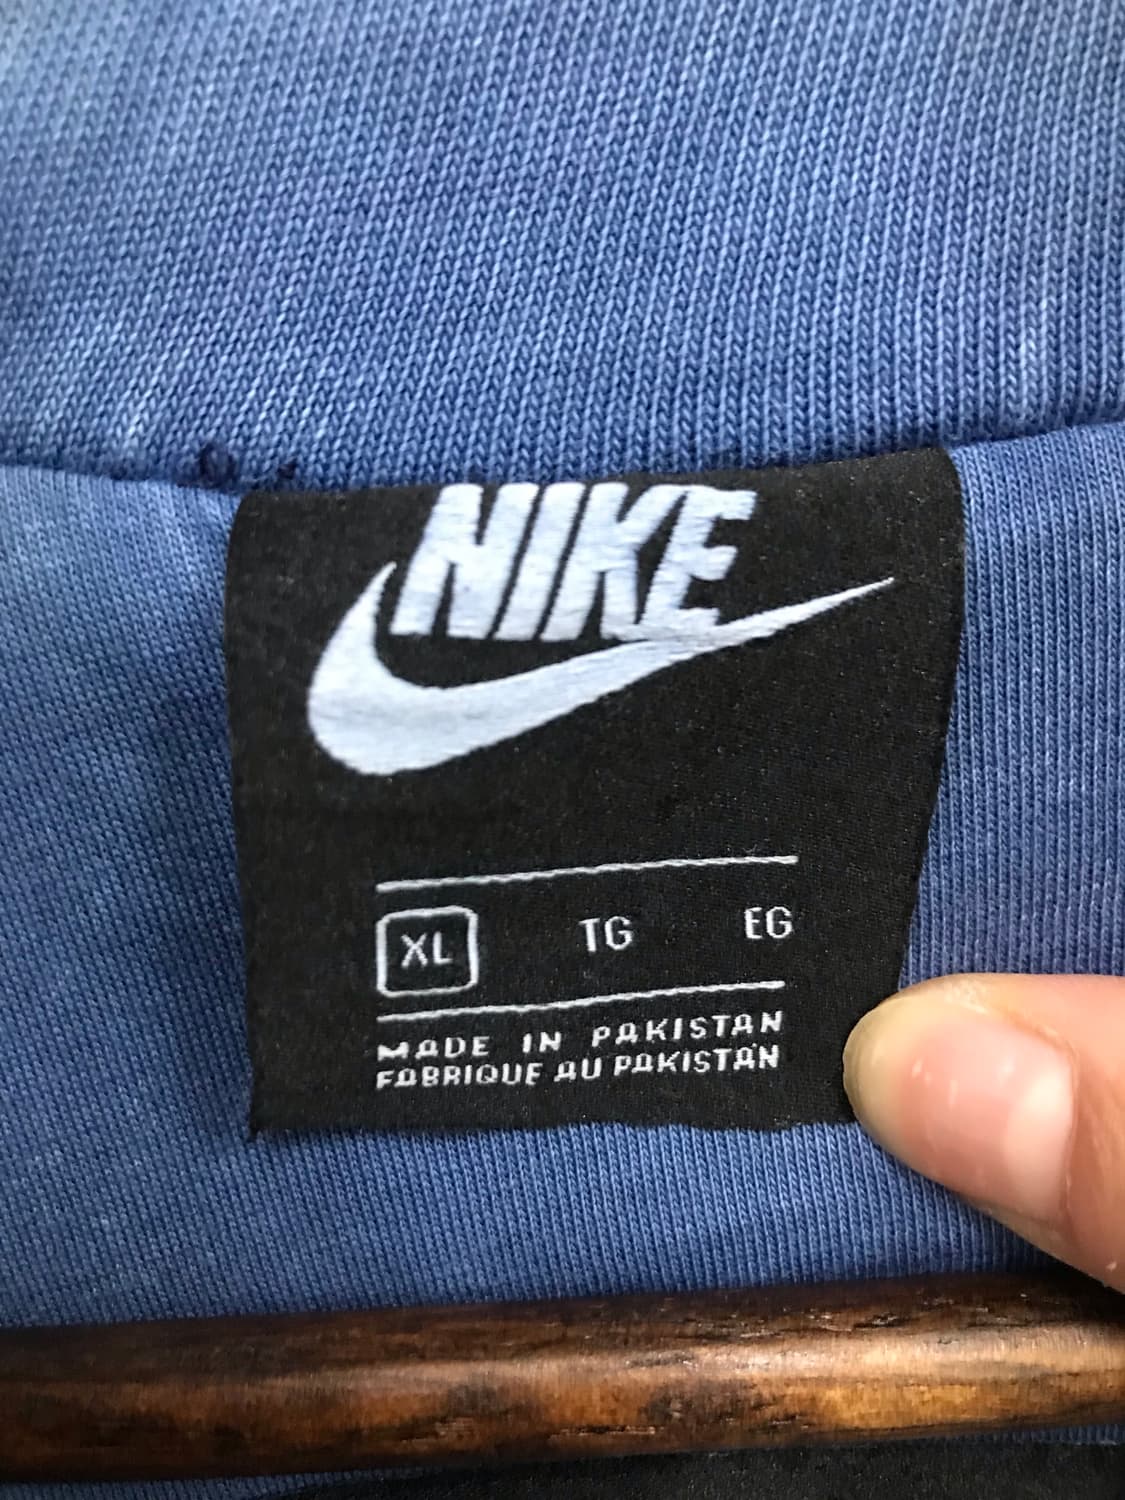 NIKE
XL TG EG
MADE IN PAKISTAN
FABRIQUE AU PAKISTAN